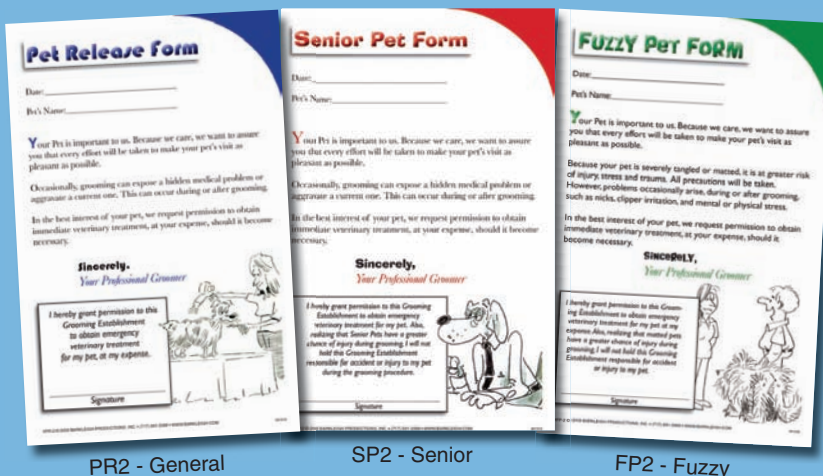 Pet Release Form
Date:
Pet's Name:
Your Pet is important to us. Because we care, we want to assure
you that every effort will be taken to make your pet's visit as
pleasant as possible.
Occasionally, grooming can expose a hidden medical problem or
aggravate a current one. This can occur during or after grooming.
In the best interest of your pet, we request permission to obtain
immediate veterinary treatment, at your expense, should it become
necessary.
Sincerely,
Your Professional Groomer
I hereby grant permission to this
Grooming Establishment
to obtain emergency
veterinary treatment
for my pet, at my expense.
Signature
PR2 - General
Senior Pet Form
Date:
Pet's Name:
Your Pet is important to us. Because we care, we want to assure
you that every effort will be taken to make your pet's visit as
pleasant as possible.
Occasionally, grooming can expose a hidden medical problem or
aggravate a current one. This can occur during or after grooming.
In the best interest of your pet, we request permission to obtain
immediate veterinary treatment, at your expense, should it become
necessary.
Sincerely,
Your Professional Groomer
I hereby grant permission to this Grooming
Establishment to obtain emergency
veterinary treatment for my pet. Also,
realizing that Senior Pets have a greater
chance of injury during grooming, I will not
hold this Grooming Establishment
responsible for accident or injury to my pet
during the grooming procedure.
Signature
SP2 - Senior
FUZZY PET FORM
Date:
Pet's Name:
Your Pet is important to us. Because we care, we want to assure
you that every effort will be taken to make your pet's visit as
pleasant as possible.
Because your pet is severely tangled or matted, it is at greater risk
of injury, stress and trauma. All precautions will be taken.
However, problems occasionally arise, during or after grooming,
such as nicks, clipper irritation, and mental or physical stress.
In the best interest of your pet, we request permission to obtain
immediate veterinary treatment, at your expense, should it
become necessary.
SINCERELY,
Your Professional Groomer
I hereby grant permission to this Groom-
ing Establishment to obtain emergency
veterinary treatment for my pet at my
expense. Also, realizing that matted pets
have a greater chance of injury during
grooming, I will not hold this Grooming
Establishment responsible for accident
or injury to my pet.
Signature
FP2 - Fuzzy